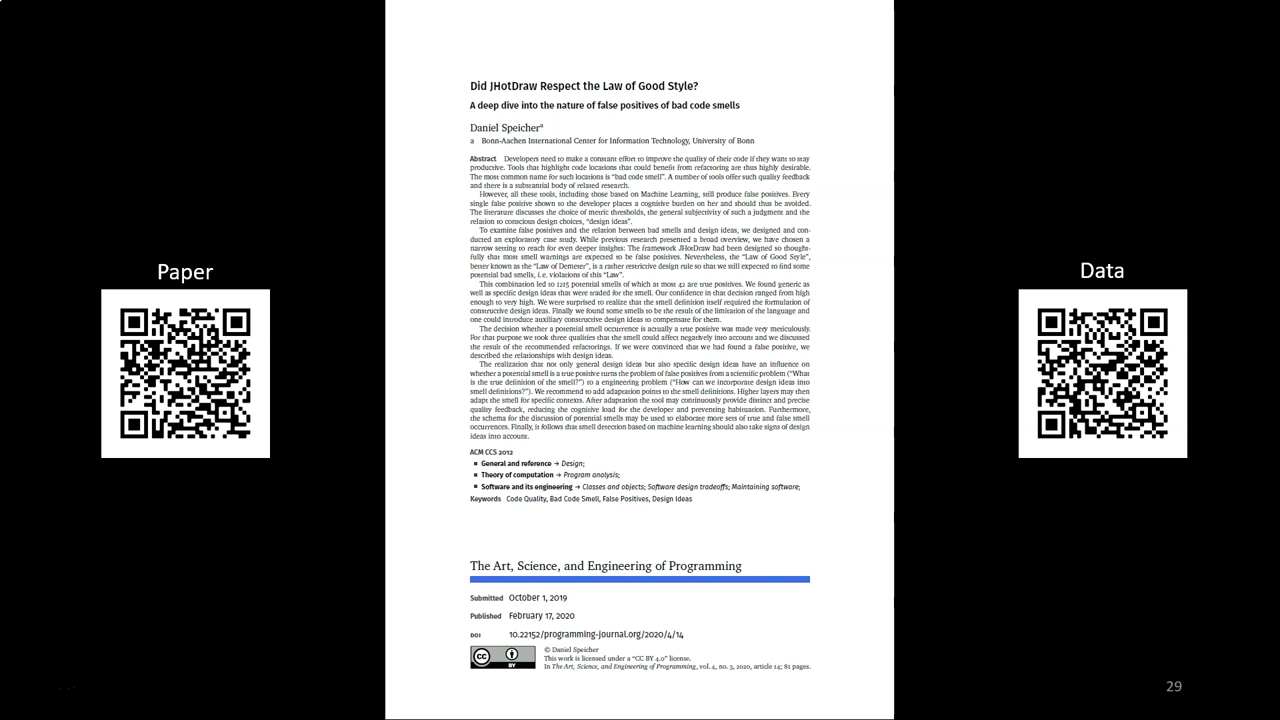 Paper
Did JHotDraw Respect the Law of Good Style?
A deep dive into the nature of false positives of bad code smells
Daniel Speicherᵃ
a Bonn-Aachen International Center for Information Technology, University of Bonn
Abstract Developers need to make a constant effort to improve the quality of their code if they want to stay
productive. Tools that highlight code locations that could benefit from refactoring are thus highly desirable.
The most common name for such locations is “bad code smell”. A number of tools offer such quality feedback
and there is a substantial body of related research.
However, all these tools, including those based on Machine Learning, still produce false positives. Every
single false positive shown to the developer places a cognitive burden on her and should thus be avoided.
The literature discusses the choice of metric thresholds, the general subjectivity of such a judgment and the
relation to conscious design choices, “design ideas”.
To examine false positives and the relation between bad smells and design ideas, we designed and con-
ducted an exploratory case study. While previous research presented a broad overview, we have chosen a
narrow setting to reach for even deeper insights: The framework JHotDraw had been designed so thought-
fully that most smell warnings are expected to be false positives. Nevertheless, the “Law of Good Style”,
better known as the “Law of Demeter”, is a rather restrictive design rule so that we still expected to find some
potential bad smells, i.e. violations of this “Law”.
This combination led to 1215 potential smells of which at most 42 are true positives. We found generic as
well as specific design ideas that were traded for the smell. Our confidence in that decision ranged from high
enough to very high. We were surprised to realize that the smell definition itself required the formulation of
constructive design ideas. Finally we found some smells to be the result of the limitation of the language and
one could introduce auxiliary constructive design ideas to compensate for them.
The decision whether a potential smell occurrence is actually a true positive was made very meticulously.
For that purpose we took three qualities that the smell could affect negatively into account and we discussed
the result of the recommended refactorings. If we were convinced that we had found a false positive, we
described the relationships with design ideas.
The realization that not only general design ideas but also specific design ideas have an influence on
whether a potential smell is a true positive turns the problem of false positives from a scientific problem (“What
is the true definition of the smell?”) to a engineering problem (“How can we incorporate design ideas into
smell definitions?”). We recommend to add adaptation points to the smell definitions. Higher layers may then
adapt the smell for specific contexts. After adaptation the tool may continuously provide distinct and precise
quality feedback, reducing the cognitive load for the developer and preventing habituation. Furthermore,
the schema for the discussion of potential smells may be used to elaborate more sets of true and false smell
occurrences. Finally, it follows that smell detection based on machine learning should also take signs of design
ideas into account.
ACM CCS 2012
▪ General and reference → Design;
▪ Theory of computation → Program analysis;
▪ Software and its engineering → Classes and objects; Software design tradeoffs; Maintaining software;
Keywords Code Quality, Bad Code Smell, False Positives, Design Ideas
The Art, Science, and Engineering of Programming
Submitted October 1, 2019
Published February 17, 2020
DOI 10.22152/programming-journal.org/2020/4/14
CC BY
© Daniel Speicher
This work is licensed under a “CC BY 4.0” license.
In The Art, Science, and Engineering of Programming, vol. 4, no. 3, 2020, article 14; 81 pages.
Data
29